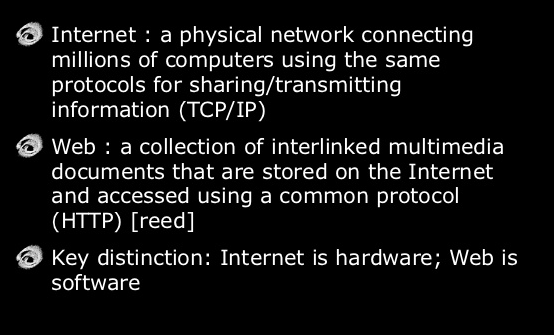 Internet : a physical network connecting
millions of computers using the same
protocols for sharing/transmitting
information (TCP/IP)
Web : a collection of interlinked multimedia
documents that are stored on the Internet
and accessed using a common protocol
(HTTP) [reed]
Key distinction: Internet is hardware; Web is
software